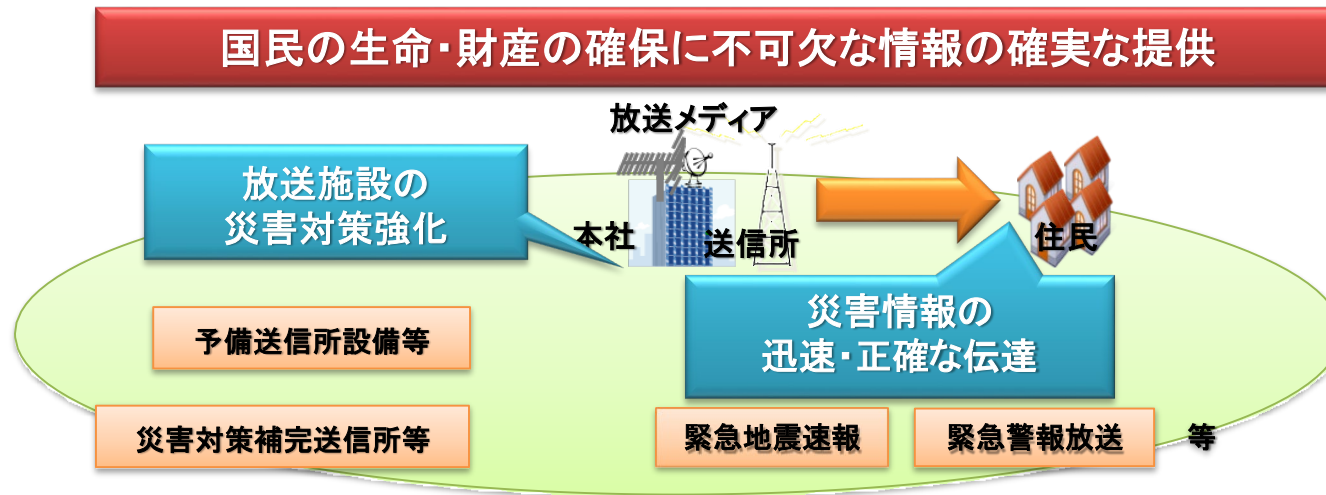 国民の生命・財産の確保に不可欠な情報の確実な提供
放送メディア
放送施設の
災害対策強化
本社
送信所
住民
災害情報の
迅速・正確な伝達
予備送信所設備等
災害対策補完送信所等
緊急地震速報
緊急警報放送
等